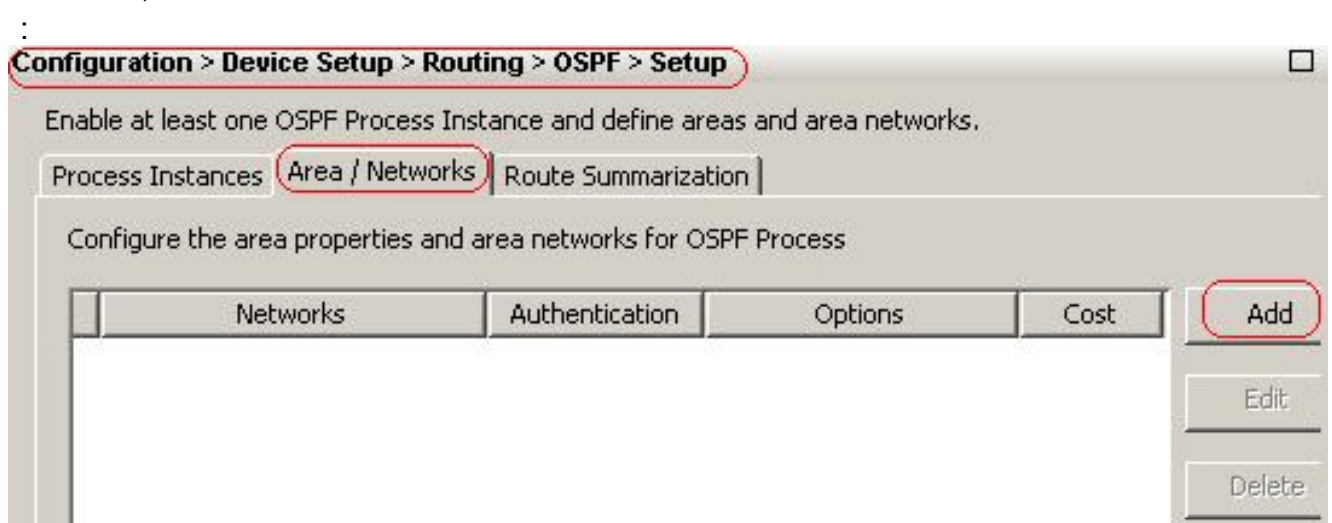 :
Configuration > Device Setup > Routing > OSPF > Setup
Enable at least one OSPF Process Instance and define areas and area networks.
Process Instances Area / Networks Route Summarization
Configure the area properties and area networks for OSPF Process
Networks Authentication Options Cost Add
Edit
Delete